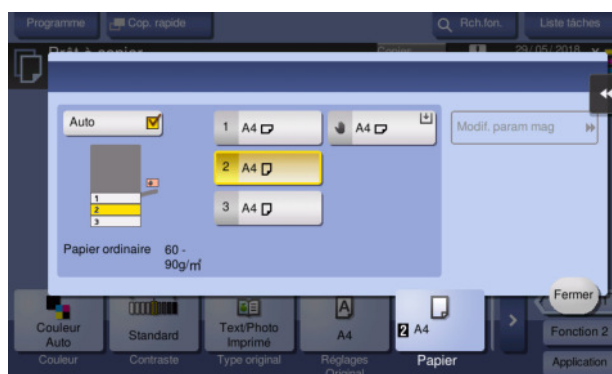 Programme
Cop. rapide
Rch.fon.
Liste tâches
Prêt à copier
Copies
29/05/2018
Auto
1 A4
A4
Modif. param mag
2 A4
3 A4
1
2
3
Papier ordinaire 60 -
90g/㎡
Fermer
Couleur
Auto
Standard
Text/Photo
Imprimé
A4
2 A4
Fonction 2
Couleur
Contraste
Type original
Réglages
Original
Papier
Application